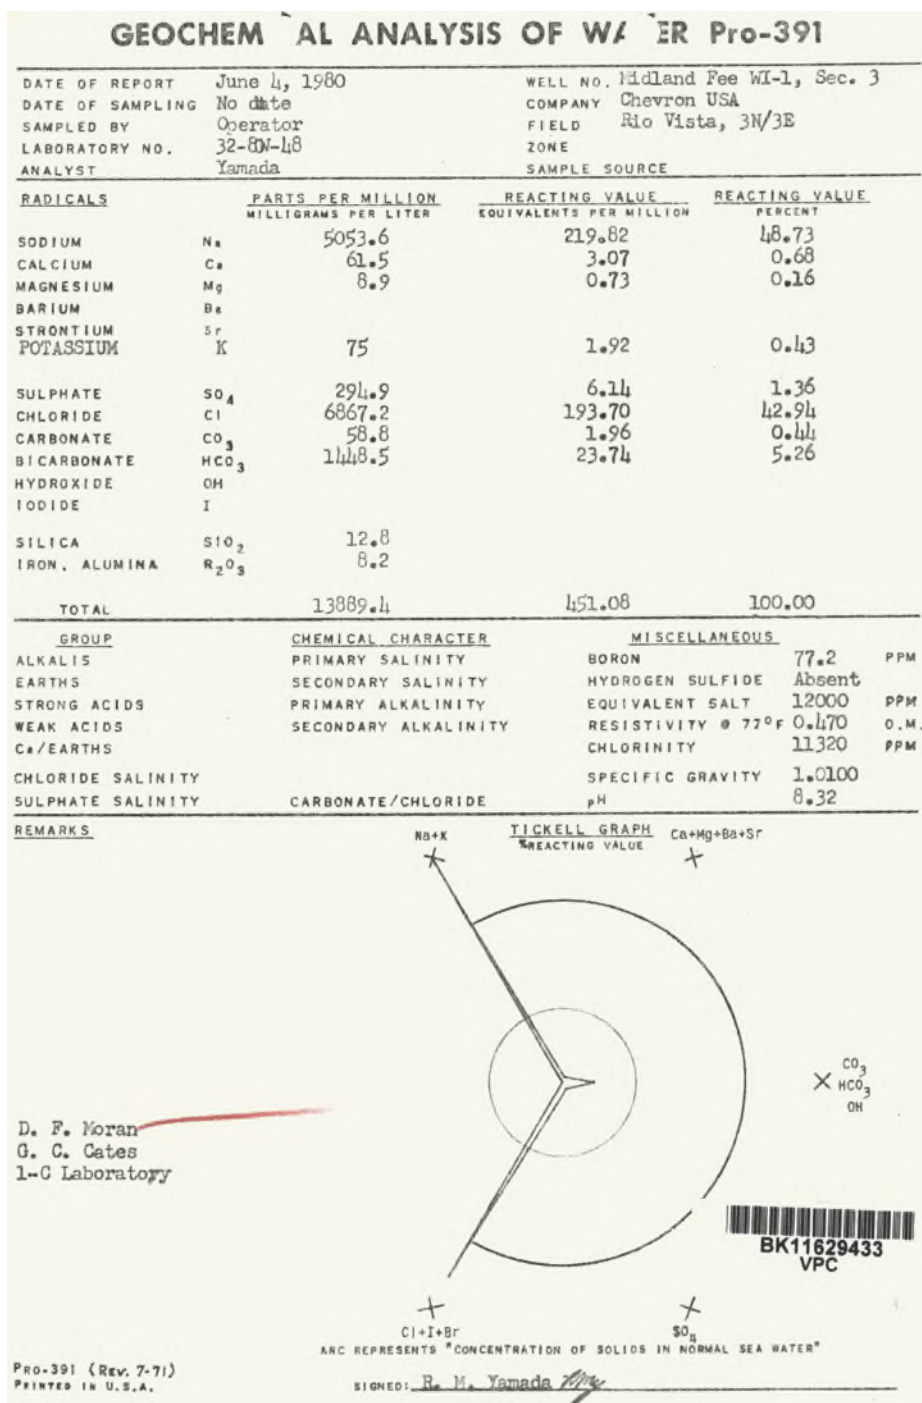 GEOCHEM AL ANALYSIS OF WA ER Pro-391
DATE OF REPORT June 4, 1980 WELL NO. Midland Fee WI-1, Sec. 3
DATE OF SAMPLING No date COMPANY Chevron USA
SAMPLED BY Operator FIELD Rio Vista, 3N/3E
LABORATORY NO. 32-8W-48 ZONE
ANALYST Yamada SAMPLE SOURCE
RADICALS PARTS PER MILLION REACTING VALUE REACTING VALUE
MILLIGRAMS PER LITER EQUIVALENTS PER MILLION PERCENT
SODIUM Na 5053.6 219.82 48.73
CALCIUM Ca 61.5 3.07 0.68
MAGNESIUM Mg 8.9 0.73 0.16
BARIUM Ba
STRONTIUM Sr
POTASSIUM K 75 1.92 0.43
SULPHATE SO4 294.9 6.14 1.36
CHLORIDE Cl 6867.2 193.70 42.94
CARBONATE CO3 58.8 1.96 0.44
BICARBONATE HCO3 1448.5 23.74 5.26
HYDROXIDE OH
IODIDE I
SILICA SiO2 12.8
IRON, ALUMINA R2O3 8.2
TOTAL 13889.4 451.08 100.00
GROUP CHEMICAL CHARACTER MISCELLANEOUS
ALKALIS PRIMARY SALINITY BORON 77.2 PPM
EARTHS SECONDARY SALINITY HYDROGEN SULFIDE Absent
STRONG ACIDS PRIMARY ALKALINITY EQUIVALENT SALT 12000 PPM
WEAK ACIDS SECONDARY ALKALINITY RESISTIVITY @ 77°F 0.470 O.M.
Ca/EARTHS CHLORINITY 11320 PPM
CHLORIDE SALINITY SPECIFIC GRAVITY 1.0100
SULPHATE SALINITY CARBONATE/CHLORIDE pH 8.32
REMARKS TICKELL GRAPH
%REACTING VALUE
Na+K Ca+Mg+Ba+Sr
CO3
HCO3
OH
D. F. Moran
G. C. Cates
1-C Laboratory
BK11629433
VPC
Cl+I+Br SO4
ARC REPRESENTS "CONCENTRATION OF SOLIDS IN NORMAL SEA WATER"
PRO-391 (REV. 7-71)
PRINTED IN U.S.A.
SIGNED: R. M. Yamada